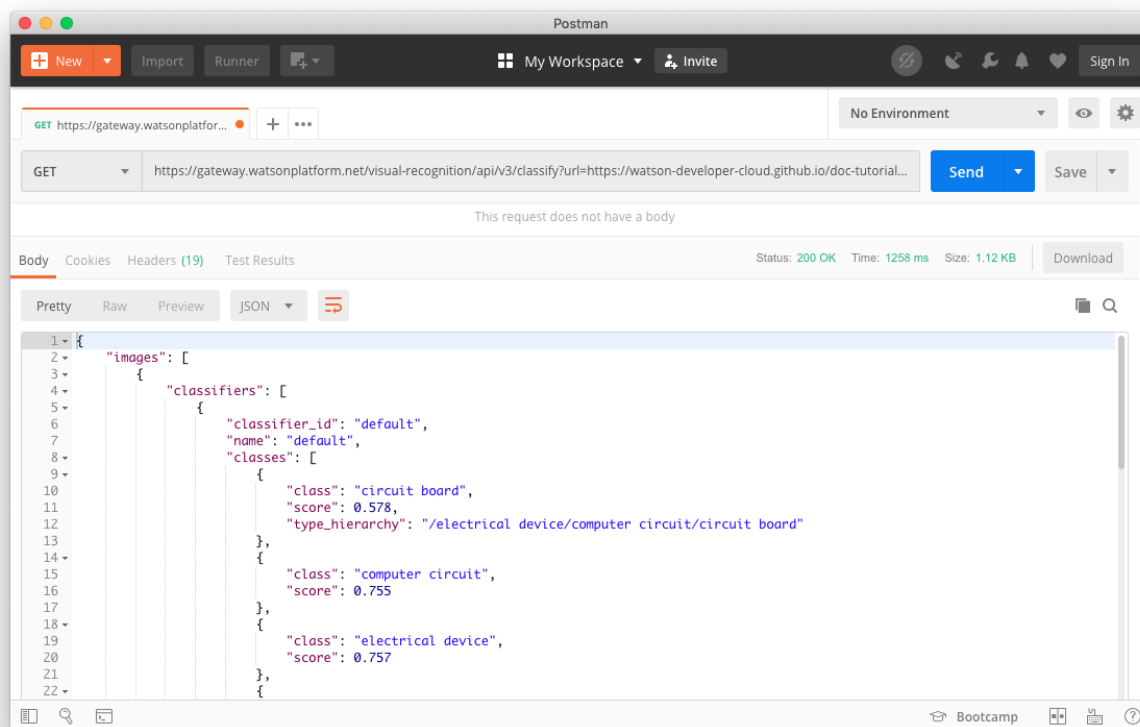 Postman
New Import Runner My Workspace Invite Sign In
GET https://gateway.watsonplatfor... + ••• No Environment
GET https://gateway.watsonplatform.net/visual-recognition/api/v3/classify?url=https://watson-developer-cloud.github.io/doc-tutorial... Send Save
This request does not have a body
Body Cookies Headers (19) Test Results Status: 200 OK Time: 1258 ms Size: 1.12 KB Download
Pretty Raw Preview JSON
1 {
2 "images": [
3 {
4 "classifiers": [
5 {
6 "classifier_id": "default",
7 "name": "default",
8 "classes": [
9 {
10 "class": "circuit board",
11 "score": 0.578,
12 "type_hierarchy": "/electrical device/computer circuit/circuit board"
13 },
14 {
15 "class": "computer circuit",
16 "score": 0.755
17 },
18 {
19 "class": "electrical device",
20 "score": 0.757
21 },
22 {
Bootcamp